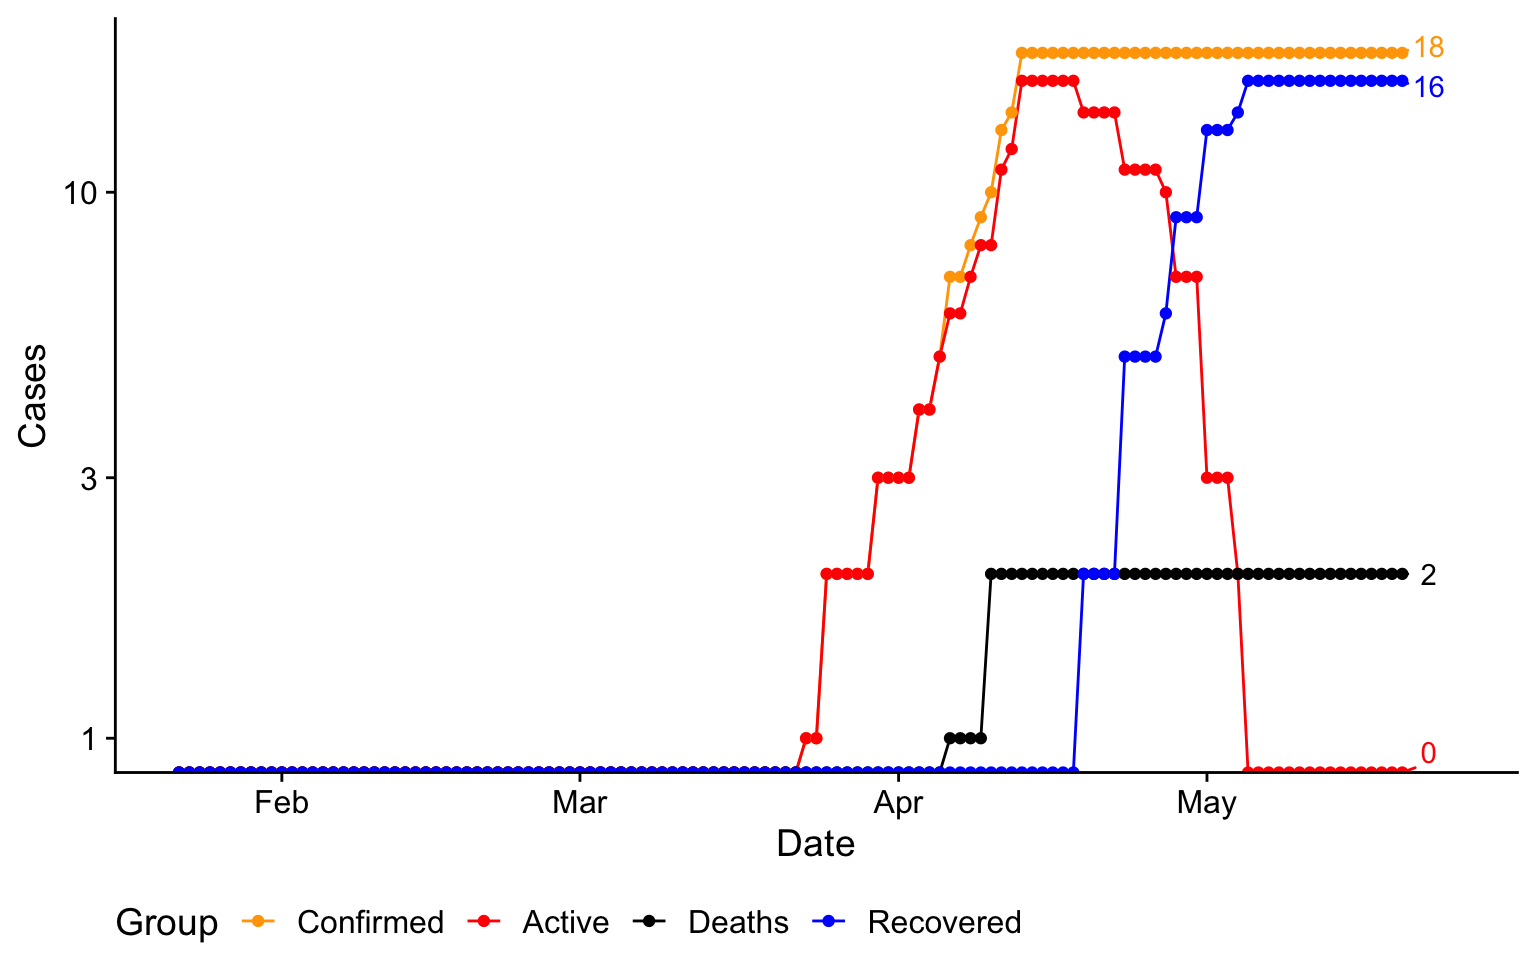 18
16
10
Cases
3
2
1
0
Feb Mar Apr May
Date
Group Confirmed Active Deaths Recovered